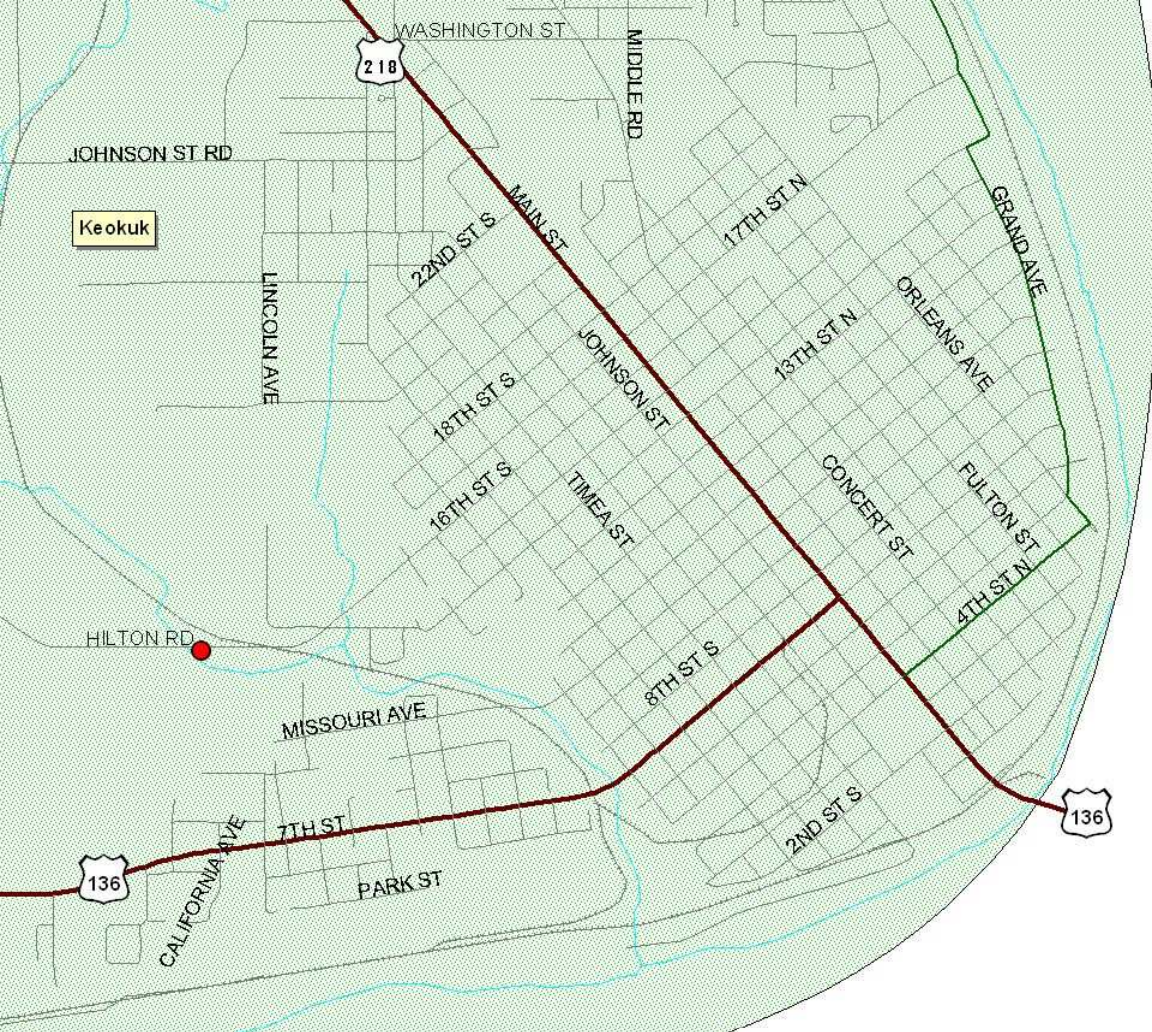 WASHINGTON ST
218
MIDDLE RD
JOHNSON ST RD
MAIN ST
17TH ST N
GRAND AVE
Keokuk
22ND ST S
LINCOLN AVE
ORLEANS AVE
13TH ST N
JOHNSON ST
18TH ST S
16TH ST S
TIMEA ST
CONCERT ST
FULTON ST
4TH ST N
HILTON RD
8TH ST S
MISSOURI AVE
2ND ST S
136
7TH ST
136
CALIFORNIA AVE
PARK ST